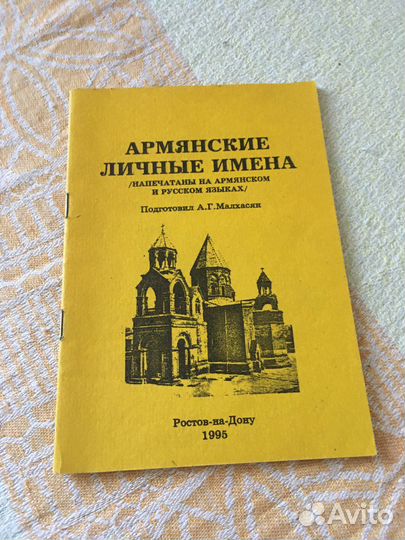 АРМЯНСКИЕ
ЛИЧНЫЕ ИМЕНА
/НАПЕЧАТАНЫ НА АРМЯНСКОМ
И РУССКОМ ЯЗЫКАХ/
Подготовил А.Г.Малхасян
Ростов-на-Дону
1995
Avito